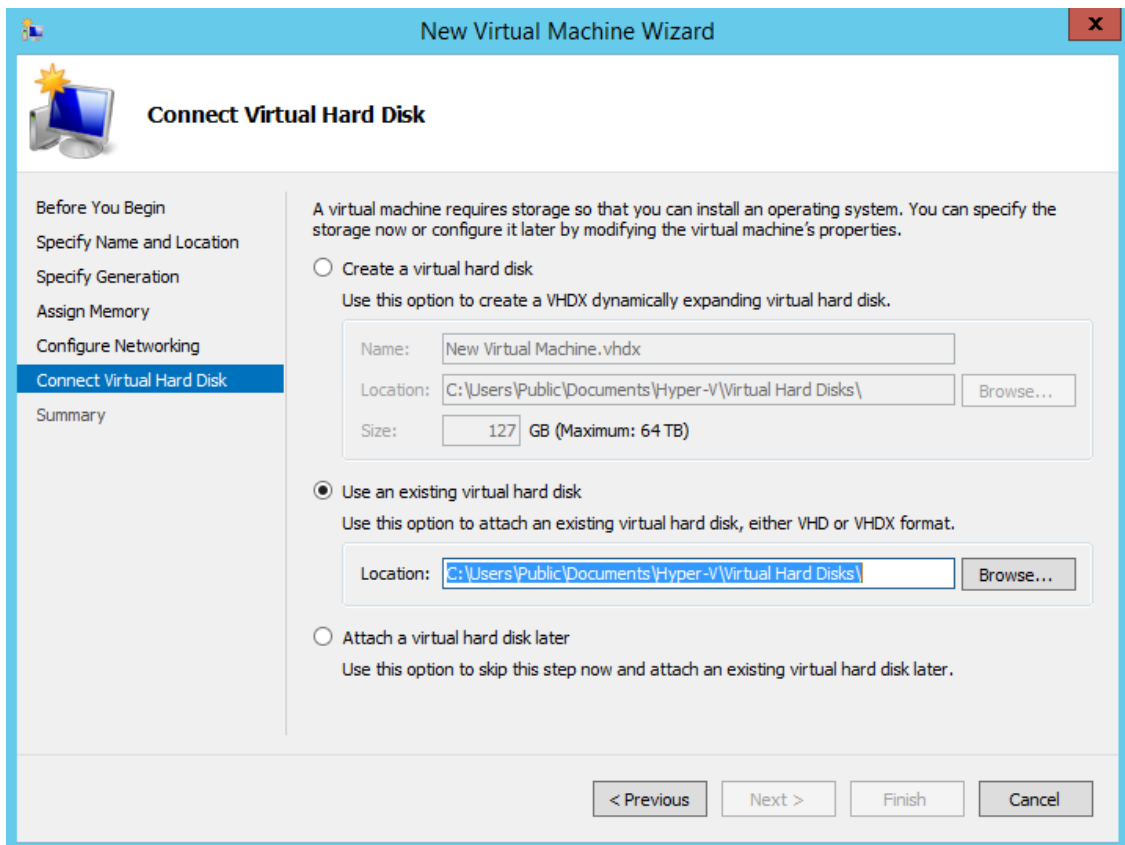 New Virtual Machine Wizard
x
Connect Virtual Hard Disk
Before You Begin
Specify Name and Location
Specify Generation
Assign Memory
Configure Networking
Connect Virtual Hard Disk
Summary
A virtual machine requires storage so that you can install an operating system. You can specify the
storage now or configure it later by modifying the virtual machine's properties.
Create a virtual hard disk
Use this option to create a VHDX dynamically expanding virtual hard disk.
Name: New Virtual Machine.vhdx
Location: C:\Users\Public\Documents\Hyper-V\Virtual Hard Disks\ Browse...
Size: 127 GB (Maximum: 64 TB)
Use an existing virtual hard disk
Use this option to attach an existing virtual hard disk, either VHD or VHDX format.
Location: C:\Users\Public\Documents\Hyper-V\Virtual Hard Disks\ Browse...
Attach a virtual hard disk later
Use this option to skip this step now and attach an existing virtual hard disk later.
< Previous Next > Finish Cancel